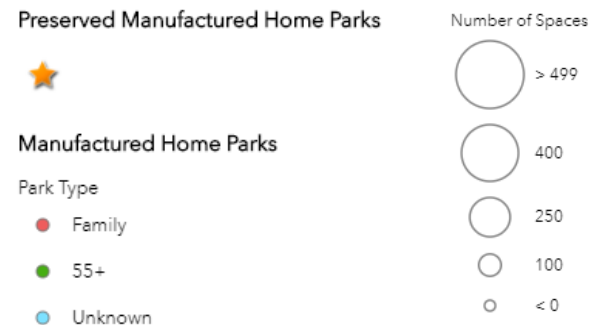 Preserved Manufactured Home Parks
Manufactured Home Parks
Park Type
Family
55+
Unknown
Number of Spaces
> 499
400
250
100
< 0